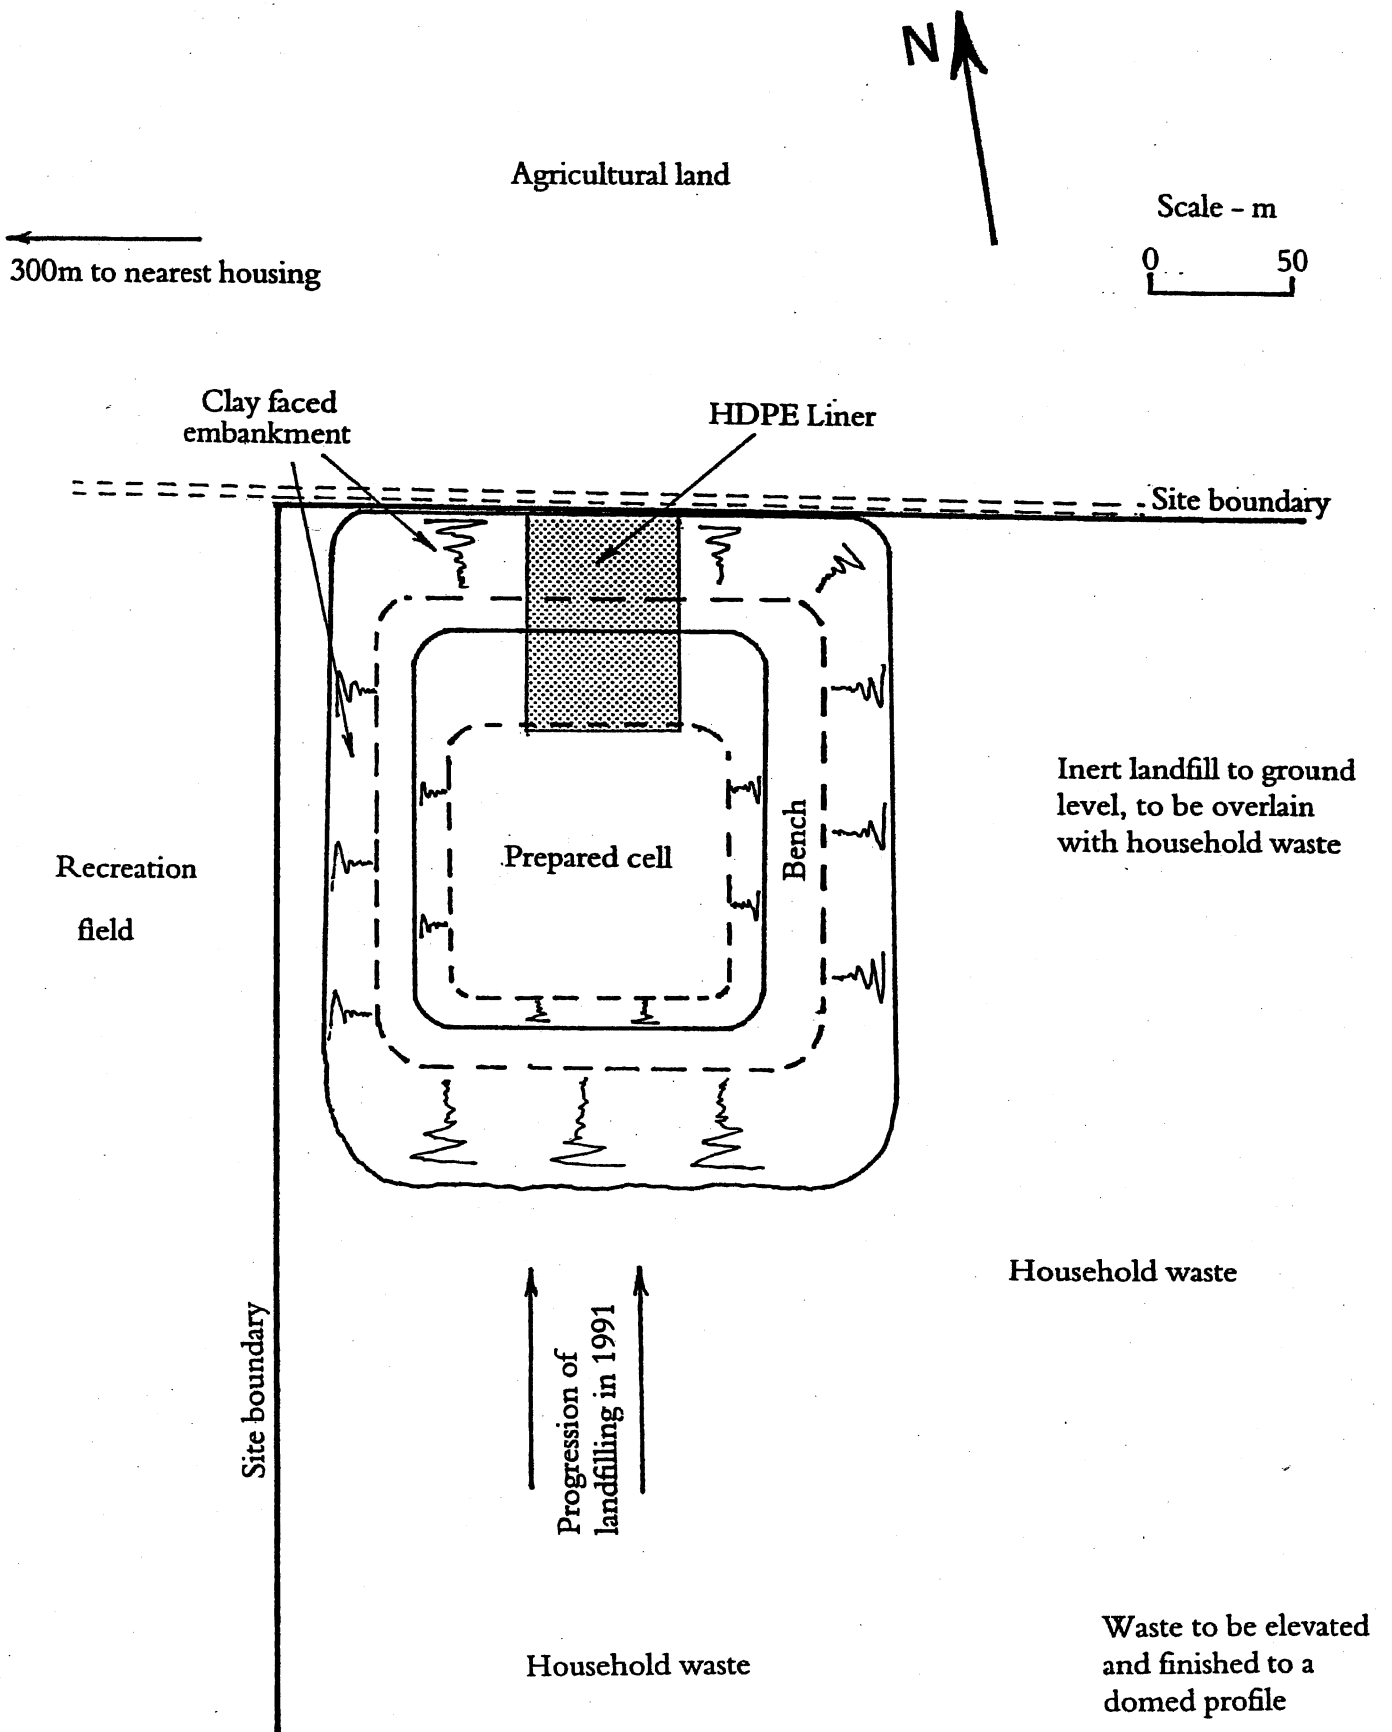 N
Agricultural land
Scale - m
0 50
300m to nearest housing
Clay faced
embankment
HDPE Liner
Site boundary
Inert landfill to ground
level, to be overlain
with household waste
Bench
Prepared cell
Recreation
field
Household waste
Site boundary
Progression of
landfilling in 1991
Waste to be elevated
and finished to a
domed profile
Household waste